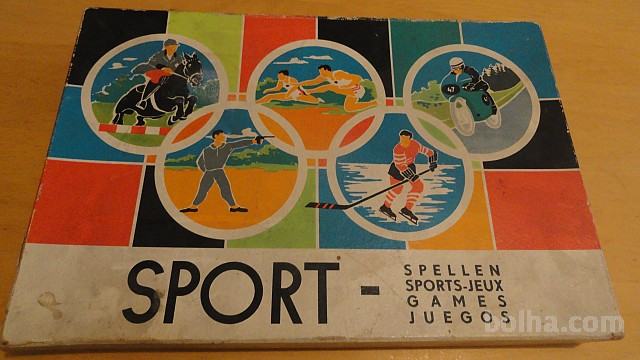 47
SPORT -
SPELLEN
SPORTS-JEUX
GAMES
JUEGOS
bolha.com